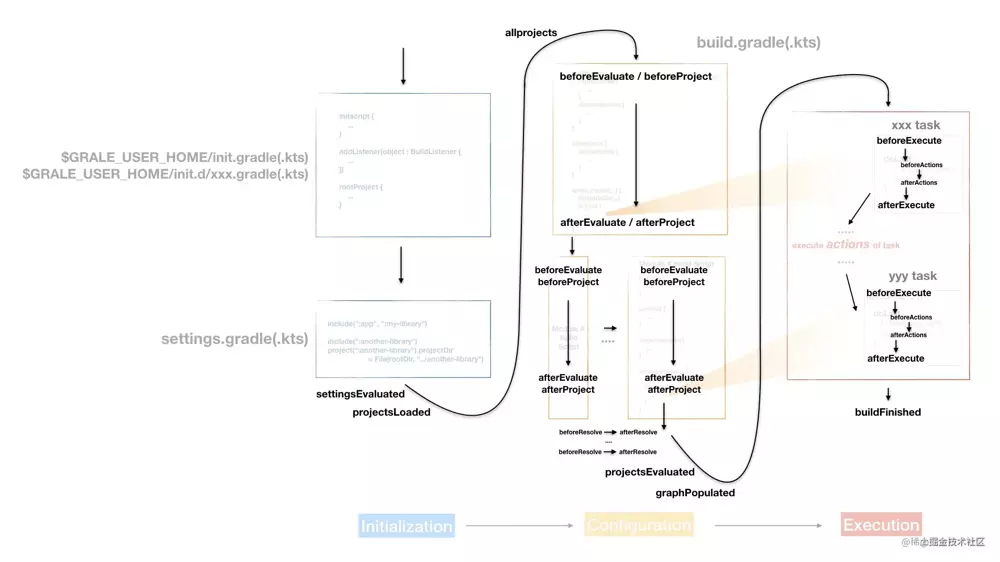 allprojects
build.gradle(.kts)
beforeEvaluate / beforeProject
initscript {
...
}
addListener(object : BuildListener {
...
})
rootProject {
...
}
$GRALE_USER_HOME/init.gradle(.kts)
$GRALE_USER_HOME/init.d/xxx.gradle(.kts)
afterEvaluate / afterProject
xxx task
beforeExecute
beforeActions
afterActions
afterExecute
.....
execute actions of task
.....
yyy task
beforeExecute
beforeActions
afterActions
afterExecute
buildFinished
settings.gradle(.kts)
include(":app", ":my-library")
include(":another-library")
project(":another-library").projectDir
= File(rootDir, "../another-library")
settingsEvaluated
projectsLoaded
beforeEvaluate
beforeProject
Module A
Build
Script
afterEvaluate
afterProject
....
beforeEvaluate
beforeProject
afterEvaluate
afterProject
beforeResolve afterResolve
....
beforeResolve afterResolve
projectsEvaluated
graphPopulated
Initialization
Configuration
Execution
@稀土掘金技术社区